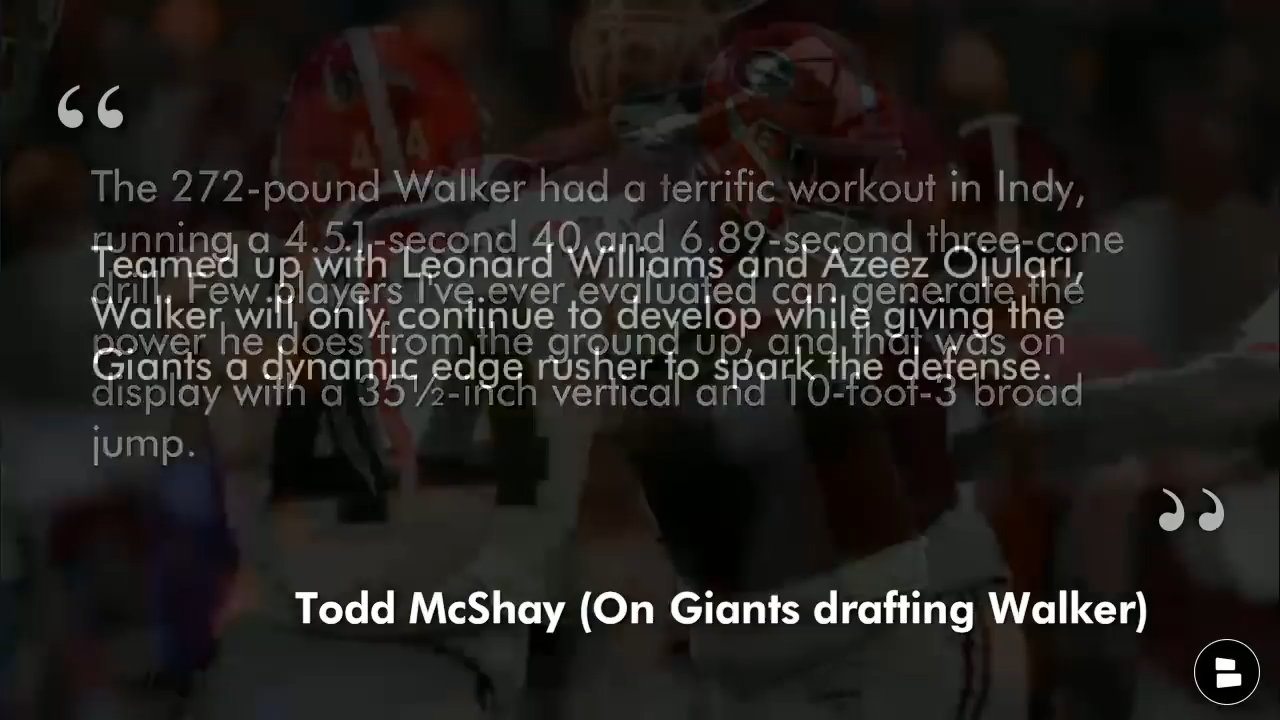 “
The 272-pound Walker had a terrific workout in Indy,
running a 4.51-second 40 and 6.89-second three-cone
drill. Few players I've ever evaluated can generate the
power he does from the ground up, and that was on
display with a 35½-inch vertical and 10-foot-3 broad
jump.
Teamed up with Leonard Williams and Azeez Ojulari,
Walker will only continue to develop while giving the
Giants a dynamic edge rusher to spark the defense.
”
Todd McShay (On Giants drafting Walker)
44